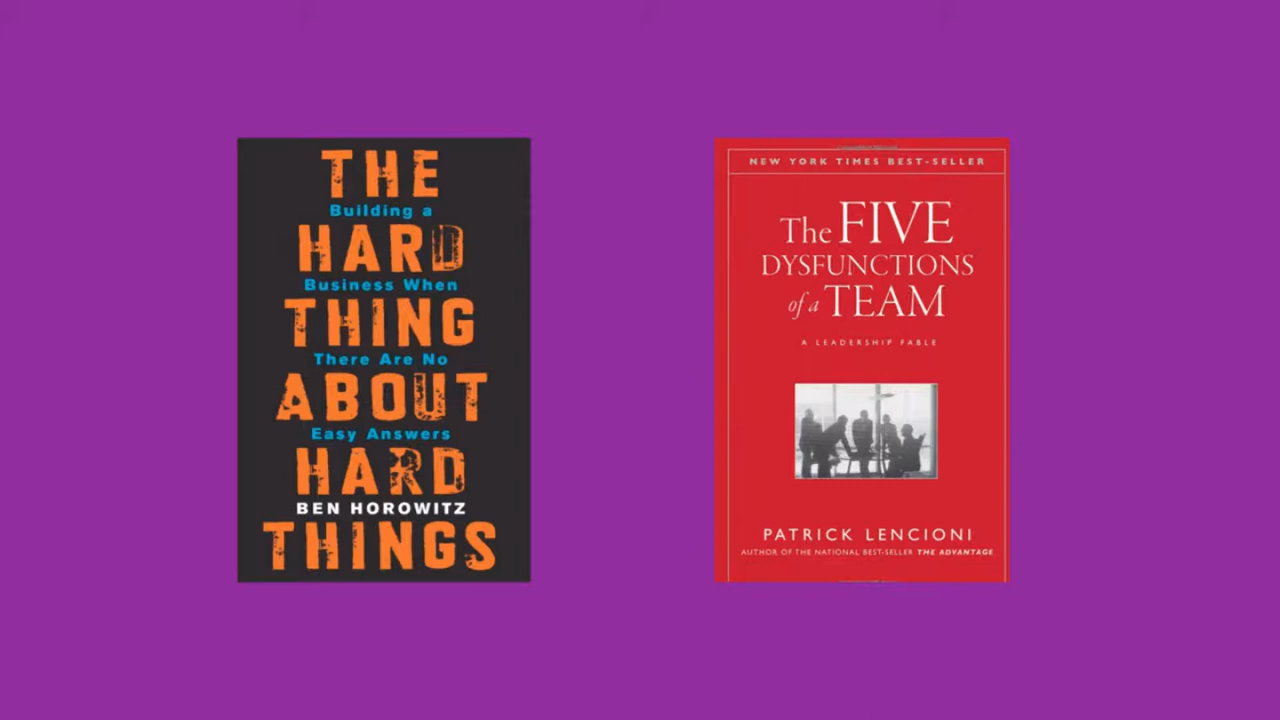 THE
Building a
HARD
Business When
THING
There Are No
ABOUT
Easy Answers
HARD
BEN HOROWITZ
THINGS
NEW YORK TIMES BEST-SELLER
The FIVE
DYSFUNCTIONS
of a TEAM
A LEADERSHIP FABLE
PATRICK LENCIONI
AUTHOR OF THE NATIONAL BEST-SELLER THE ADVANTAGE